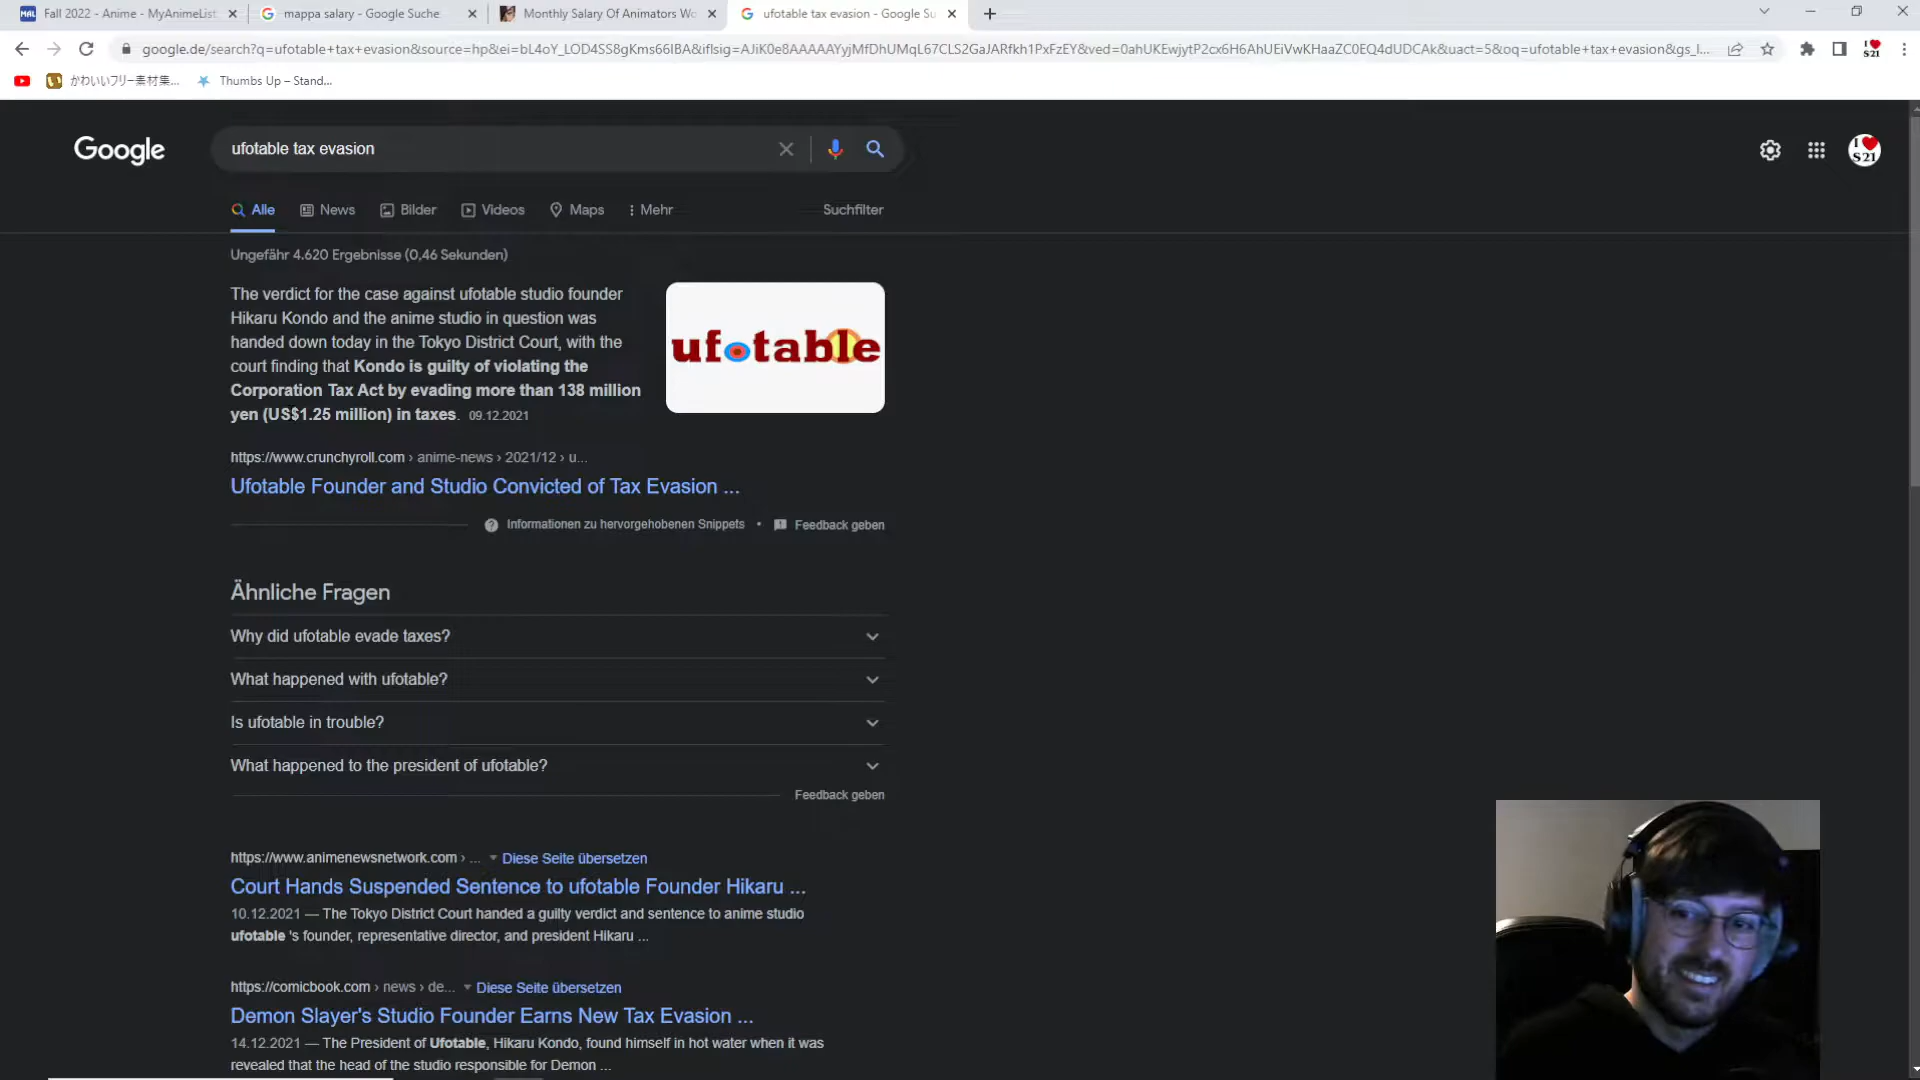 Fall 2022 - Anime - MyAnimeList
mappa salary - Google Suche
Monthly Salary Of Animators Wo
ufotable tax evasion - Google Su
google.de/search?q=ufotable+tax+evasion&source=hp&ei=bL4oY_LOD4SS8gKms66IBA&iflsig=AJiK0e8AAAAAYyjMfDhUMqL67CLS2GaJARfkh1PxFzEY&ved=0ahUKEwjytP2cx6H6AhUEiVwKHaaZC0EQ4dUDCAk&uact=5&oq=ufotable+tax+evasion&gs_l...
かわいいフリー素材集...
Thumbs Up – Stand...
Google
ufotable tax evasion
I S21
Alle
News
Bilder
Videos
Maps
Mehr
Suchfilter
Ungefähr 4.620 Ergebnisse (0,46 Sekunden)
The verdict for the case against ufotable studio founder
Hikaru Kondo and the anime studio in question was
handed down today in the Tokyo District Court, with the
court finding that Kondo is guilty of violating the
Corporation Tax Act by evading more than 138 million
yen (US$1.25 million) in taxes. 09.12.2021
ufotable
https://www.crunchyroll.com › anime-news › 2021/12 › u...
Ufotable Founder and Studio Convicted of Tax Evasion ...
Informationen zu hervorgehobenen Snippets • Feedback geben
Ähnliche Fragen
Why did ufotable evade taxes?
What happened with ufotable?
Is ufotable in trouble?
What happened to the president of ufotable?
Feedback geben
https://www.animenewsnetwork.com › ... Diese Seite übersetzen
Court Hands Suspended Sentence to ufotable Founder Hikaru ...
10.12.2021 — The Tokyo District Court handed a guilty verdict and sentence to anime studio
ufotable 's founder, representative director, and president Hikaru ...
https://comicbook.com › news › de... Diese Seite übersetzen
Demon Slayer's Studio Founder Earns New Tax Evasion ...
14.12.2021 — The President of Ufotable, Hikaru Kondo, found himself in hot water when it was
revealed that the head of the studio responsible for Demon ...